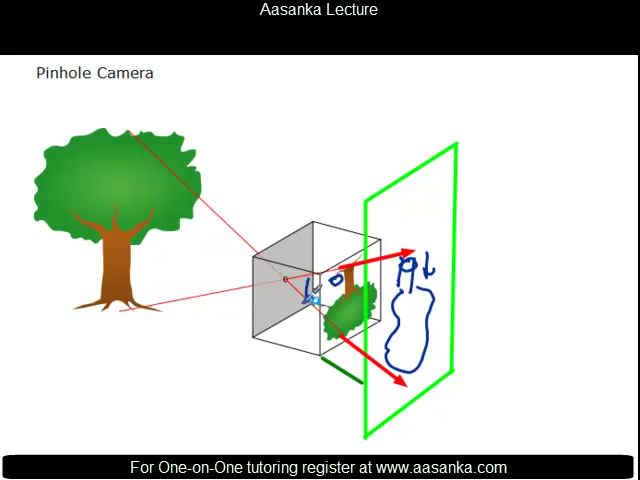 Aasanka Lecture
Pinhole Camera
For One-on-One tutoring register at www.aasanka.com